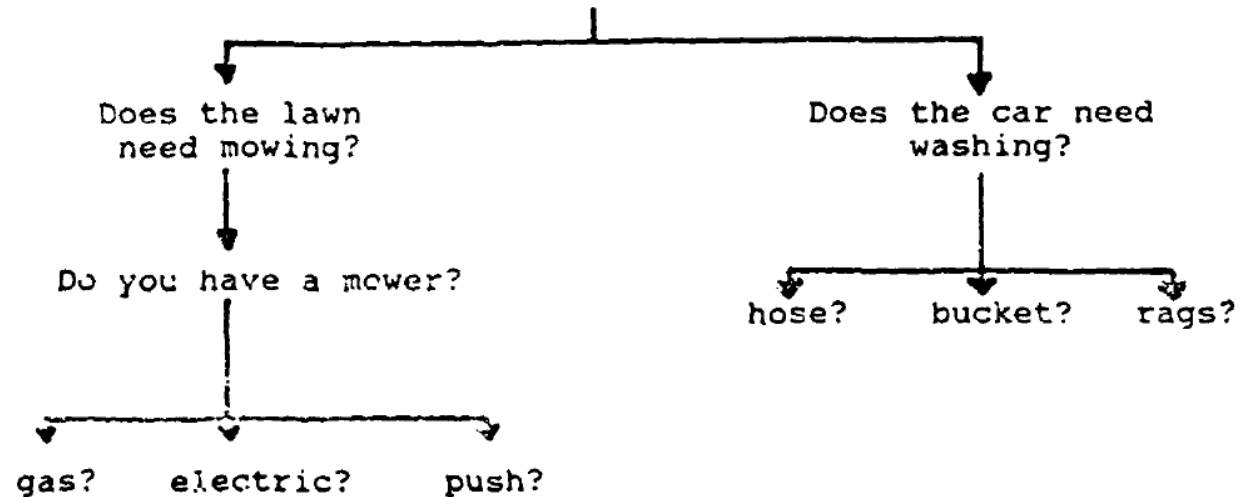 Does the lawn
need mowing?
Does the car need
washing?
Do you have a mower?
hose? bucket? rags?
gas? electric? push?